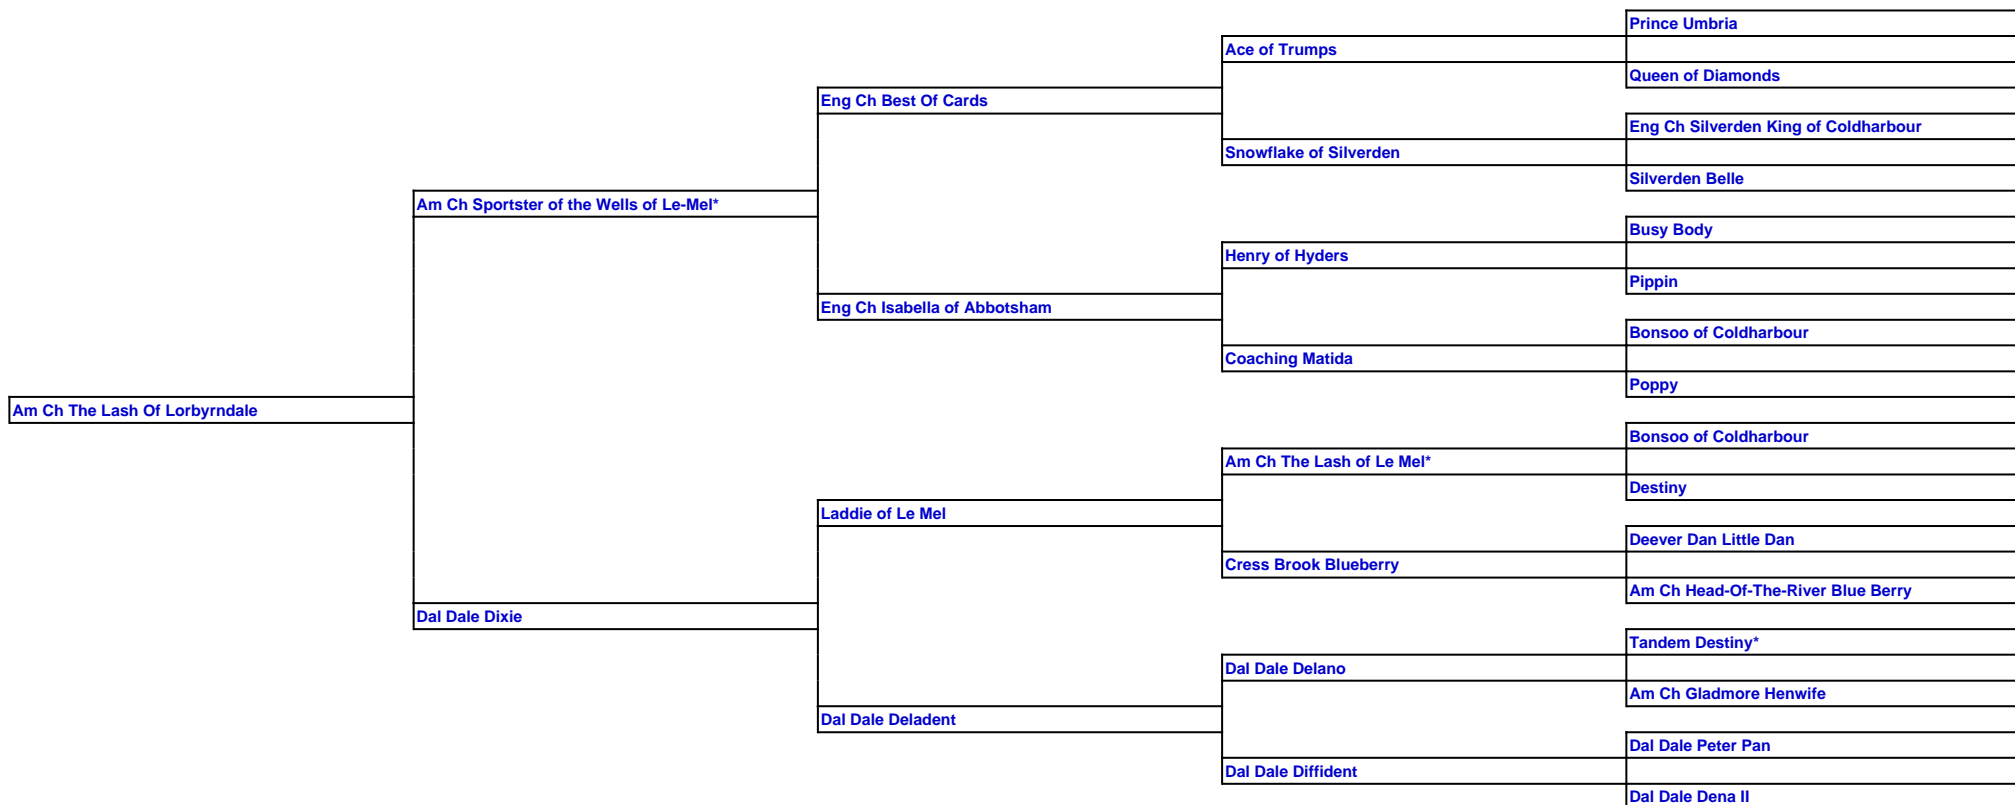 Prince Umbria
Ace of Trumps
Queen of Diamonds
Eng Ch Best Of Cards
Eng Ch Silverden King of Coldharbour
Snowflake of Silverden
Silverden Belle
Am Ch Sportster of the Wells of Le-Mel*
Busy Body
Henry of Hyders
Pippin
Eng Ch Isabella of Abbotsham
Bonsoo of Coldharbour
Coaching Matida
Poppy
Am Ch The Lash Of Lorbyrndale
Bonsoo of Coldharbour
Am Ch The Lash of Le Mel*
Destiny
Laddie of Le Mel
Deever Dan Little Dan
Cress Brook Blueberry
Am Ch Head-Of-The-River Blue Berry
Dal Dale Dixie
Tandem Destiny*
Dal Dale Delano
Am Ch Gladmore Henwife
Dal Dale Deladent
Dal Dale Peter Pan
Dal Dale Diffident
Dal Dale Dena II